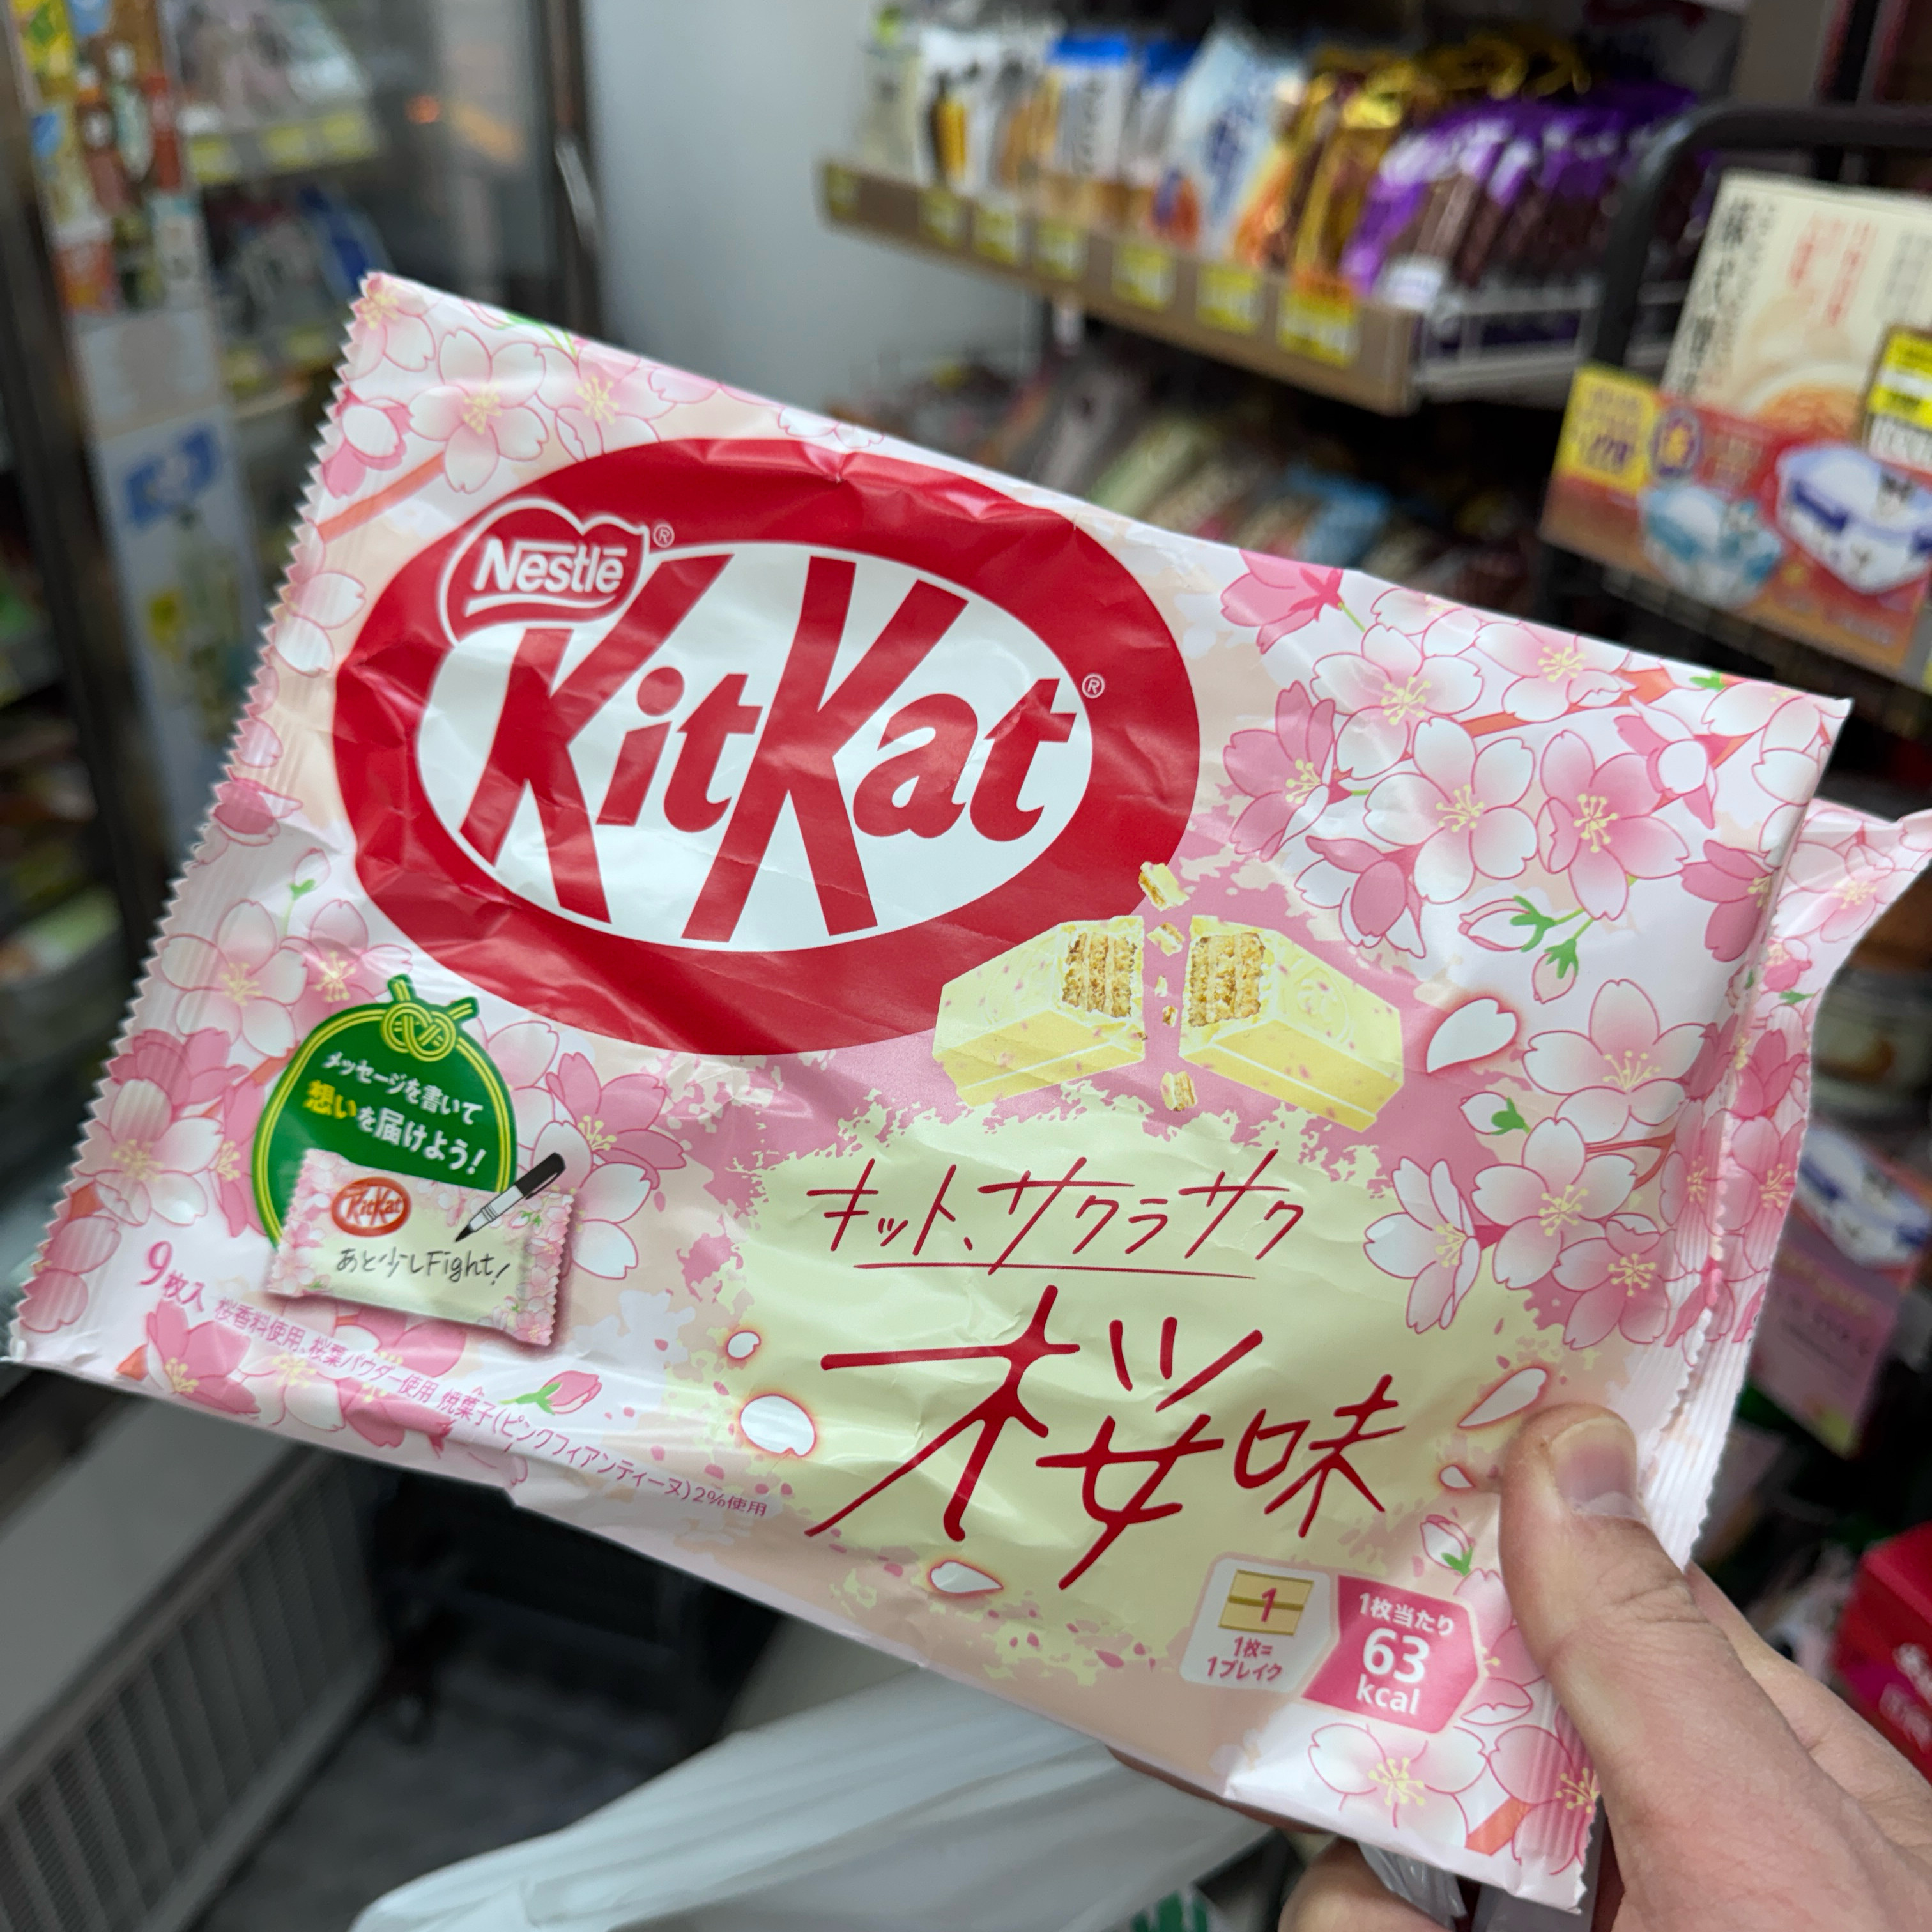 Nestlé®
KitKat®
メッセージを書いて
想いを届けよう!
KitKat
あと少しFight!
キット、サクラサク
桜味
9枚入 桜香料使用、桜葉パウダー使用 焼菓子(ピンクフィアンティーヌ)2%使用
1
1枚=
1ブレイク
1枚当たり
63
kcal